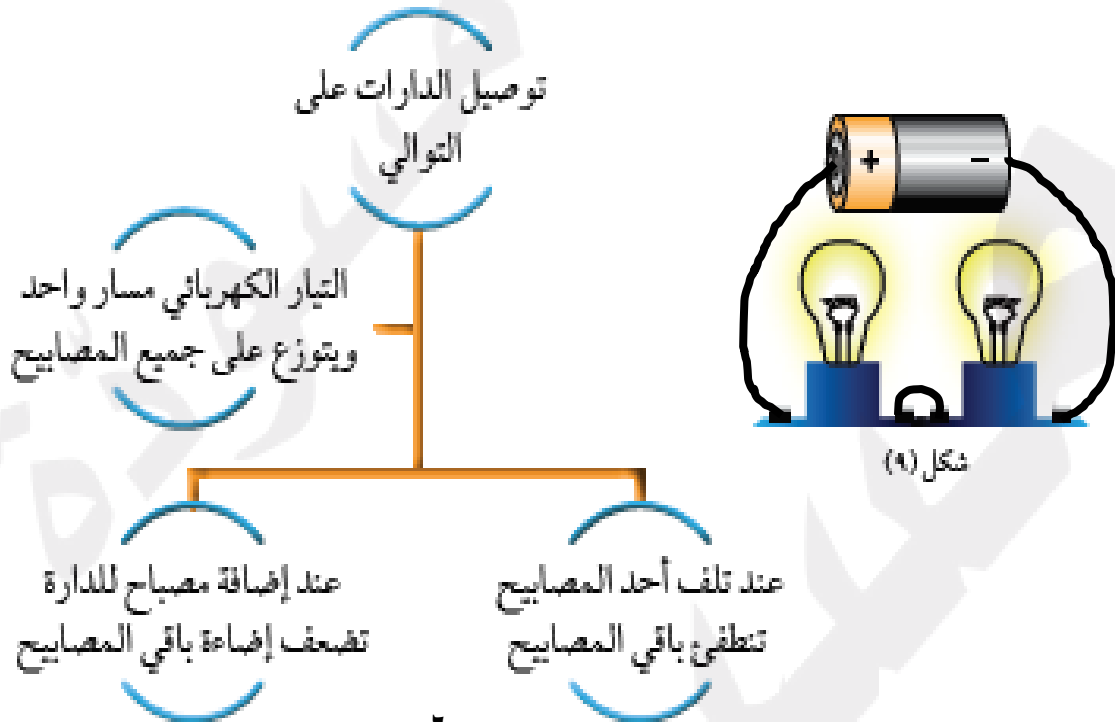 توصيل الدارات على
التوالي
+ -
التيار الكهربائي مسار واحد
ويتوزع على جميع المصابيح
شكل (٩)
عند تلف أحد المصابيح
تنطفئ باقي المصابيح
عند إضافة مصباح للدارة
تضعف إضاءة باقي المصابيح